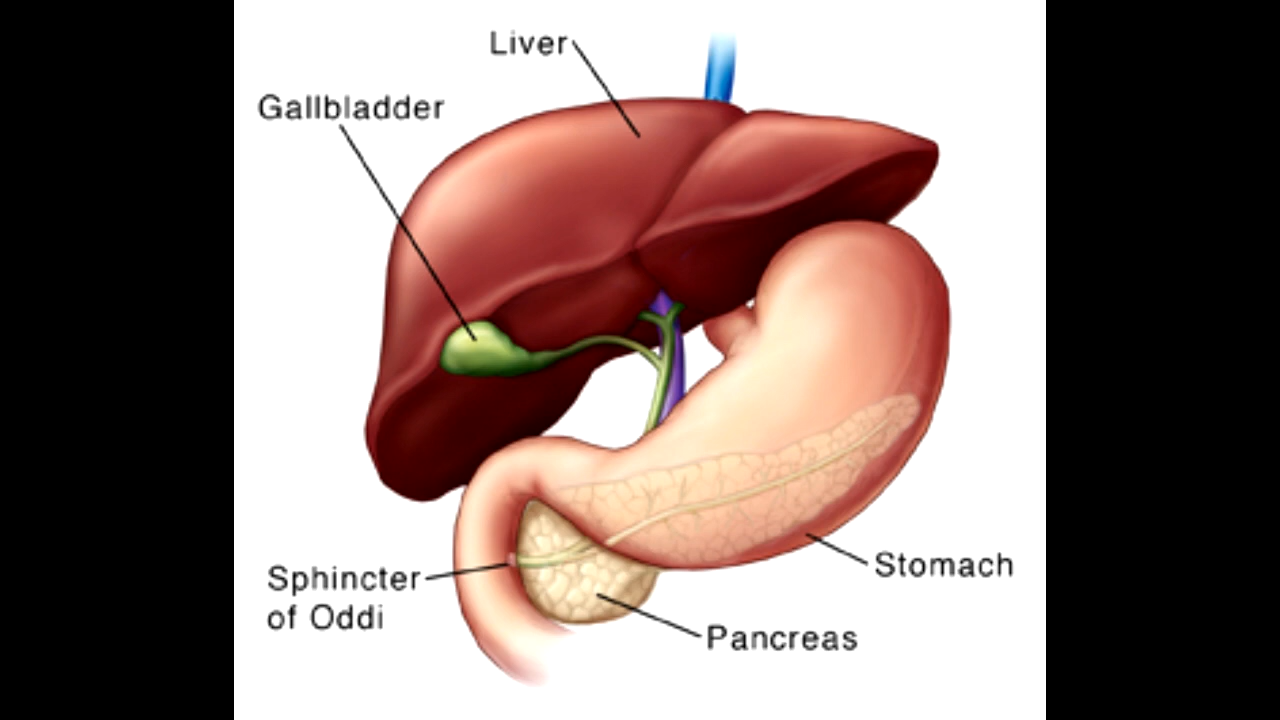 Liver
Gallbladder
Sphincter
of Oddi
Stomach
Pancreas